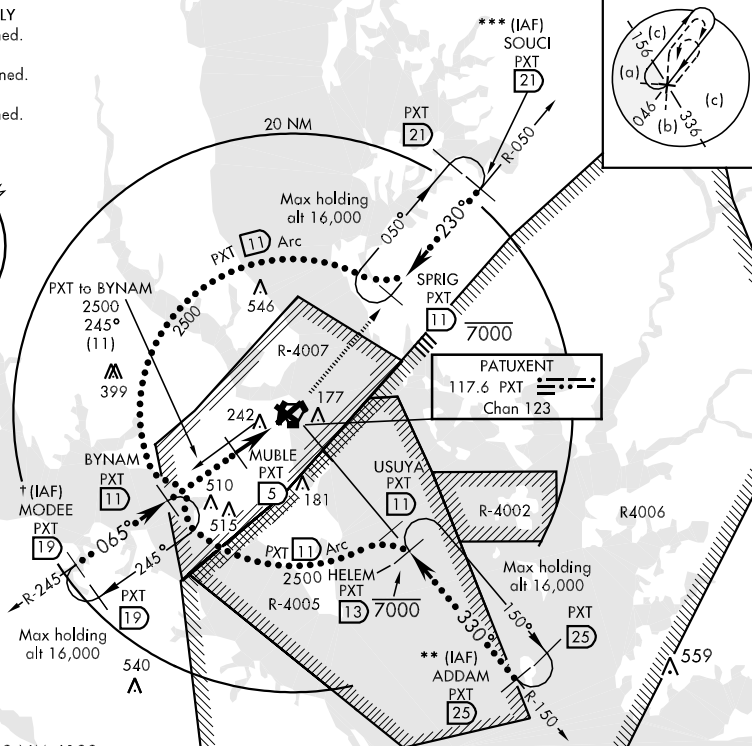 LY
ned.
ned.
ned.
*** (IAF)
SOUCI
PXT
21
156
(c)
(a)
(c)
046
(b)
336
PXT
21
R-050
20 NM
Max holding
alt 16,000
050°
230°
PXT 11 Arc
2500
SPRIG
PXT
11
7000
PXT to BYNAM
2500
245°
(11)
546
399
R-4007
PATUXENT
117.6 PXT
Chan 123
177
242
BYNAM
PXT
11
MUBLE
PXT
5
USUYA
PXT
11
510
515
181
† (IAF)
MODEE
PXT
19
065°
245°
R-245
PXT
19
Max holding
alt 16,000
540
R-4002
R4006
PXT 11 Arc
2500
HELEM
PXT
13
7000
R-4005
Max holding
alt 16,000
150°
330°
PXT
25
** (IAF)
ADDAM
PXT
25
R-150
559